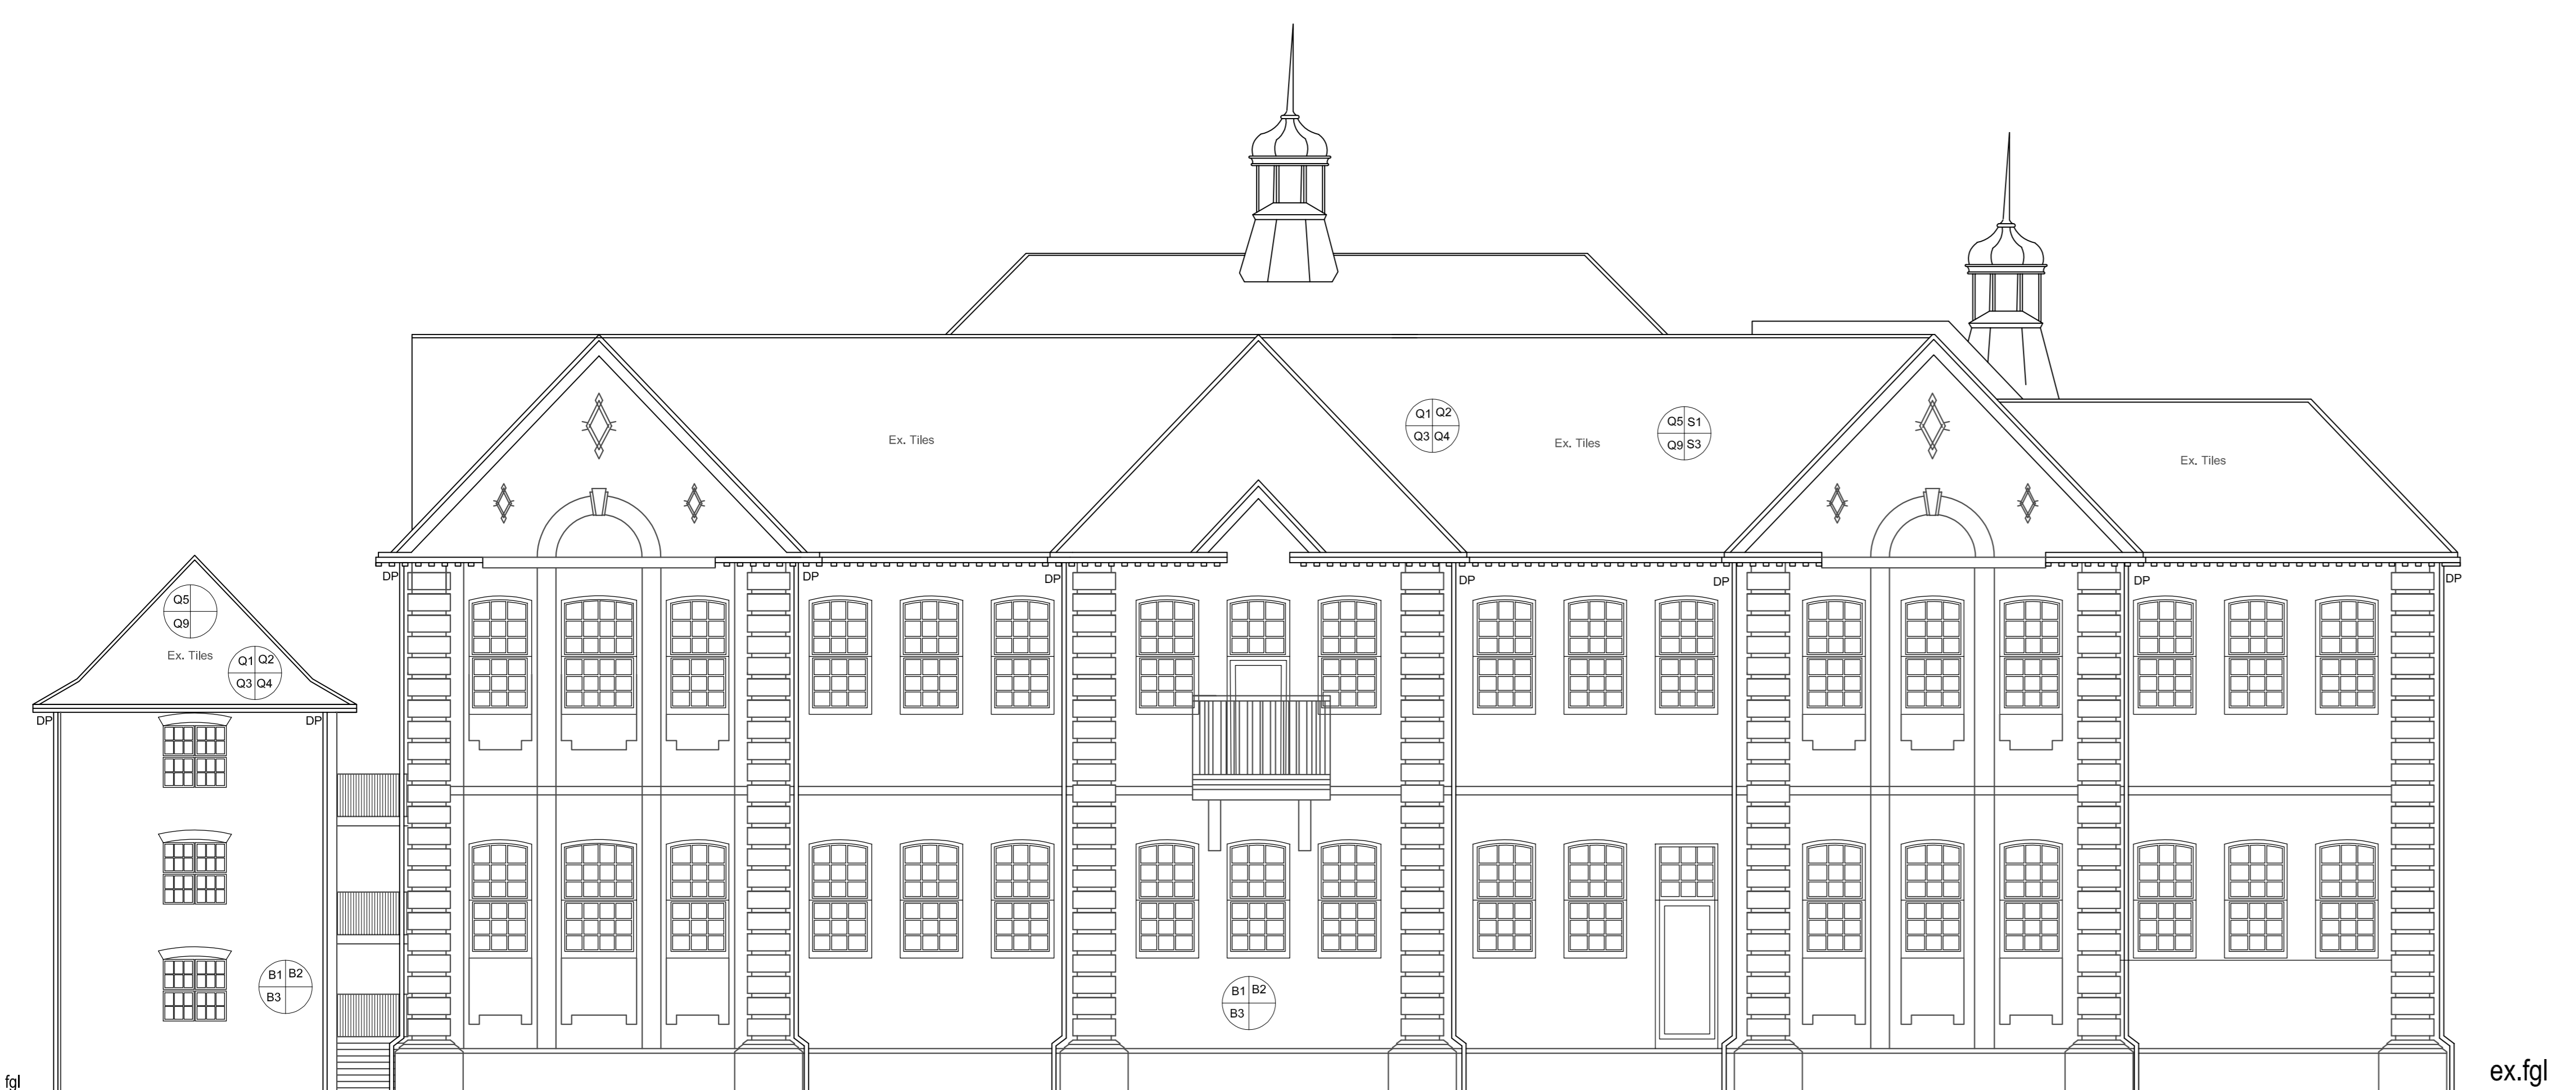 Q1 Q2
Q3 Q4
Q5 S1
Q9 S3
Ex. Tiles
Ex. Tiles
Ex. Tiles
DP
DP
DP
DP
DP
DP
DP
Q5
Q9
Ex. Tiles
Q1 Q2
Q3 Q4
DP
DP
B1 B2
B3
B1 B2
B3
fgl
ex.fgl